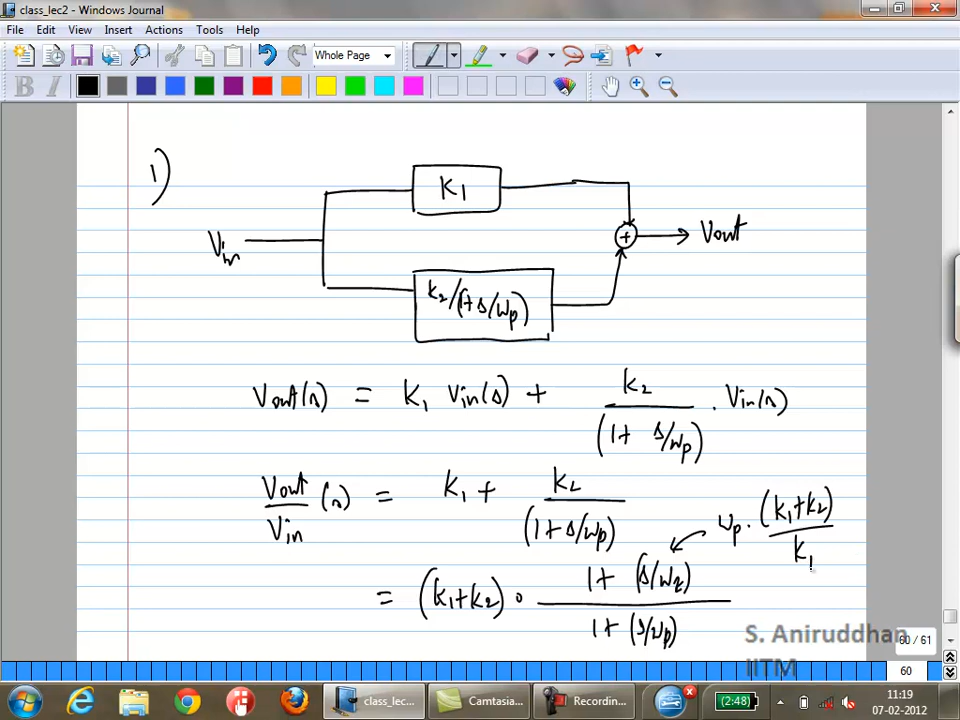 class_lec2 - Windows Journal
File Edit View Insert Actions Tools Help
Whole Page
B I
1)
K1
Vin
+
Vout
k2/(1+s/ωp)
Vout(s) = K1 Vin(s) + k2/(1+ s/ωp) . Vin(s)
Vout/Vin (s) = k1 + k2/(1+s/ωp)
ωp . (k1+k2)/k1
= (k1+k2) . 1+ (s/ωz)/1+ (s/ωp)
S. Aniruddhan
IITM
60 / 61
60
class_lec...
Camtasi...
Recordin...
(2:48)
11:19
07-02-2012